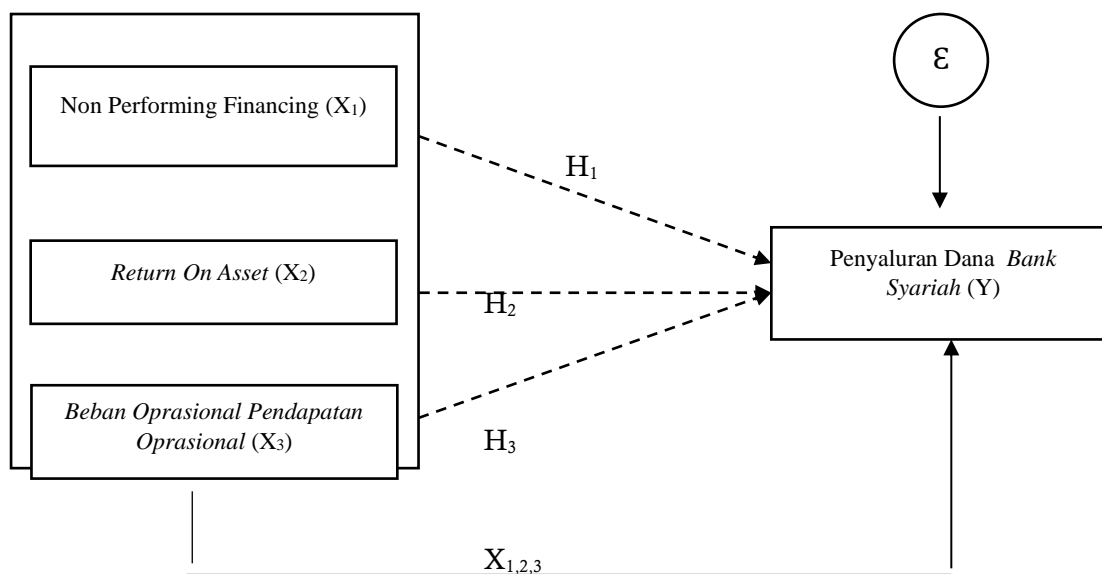 ε
Non Performing Financing (X₁)
H₁
Return On Asset (X₂)
Penyaluran Dana Bank
Syariah (Y)
H₂
Beban Oprasional Pendapatan
Oprasional (X₃)
H₃
X₁,₂,₃